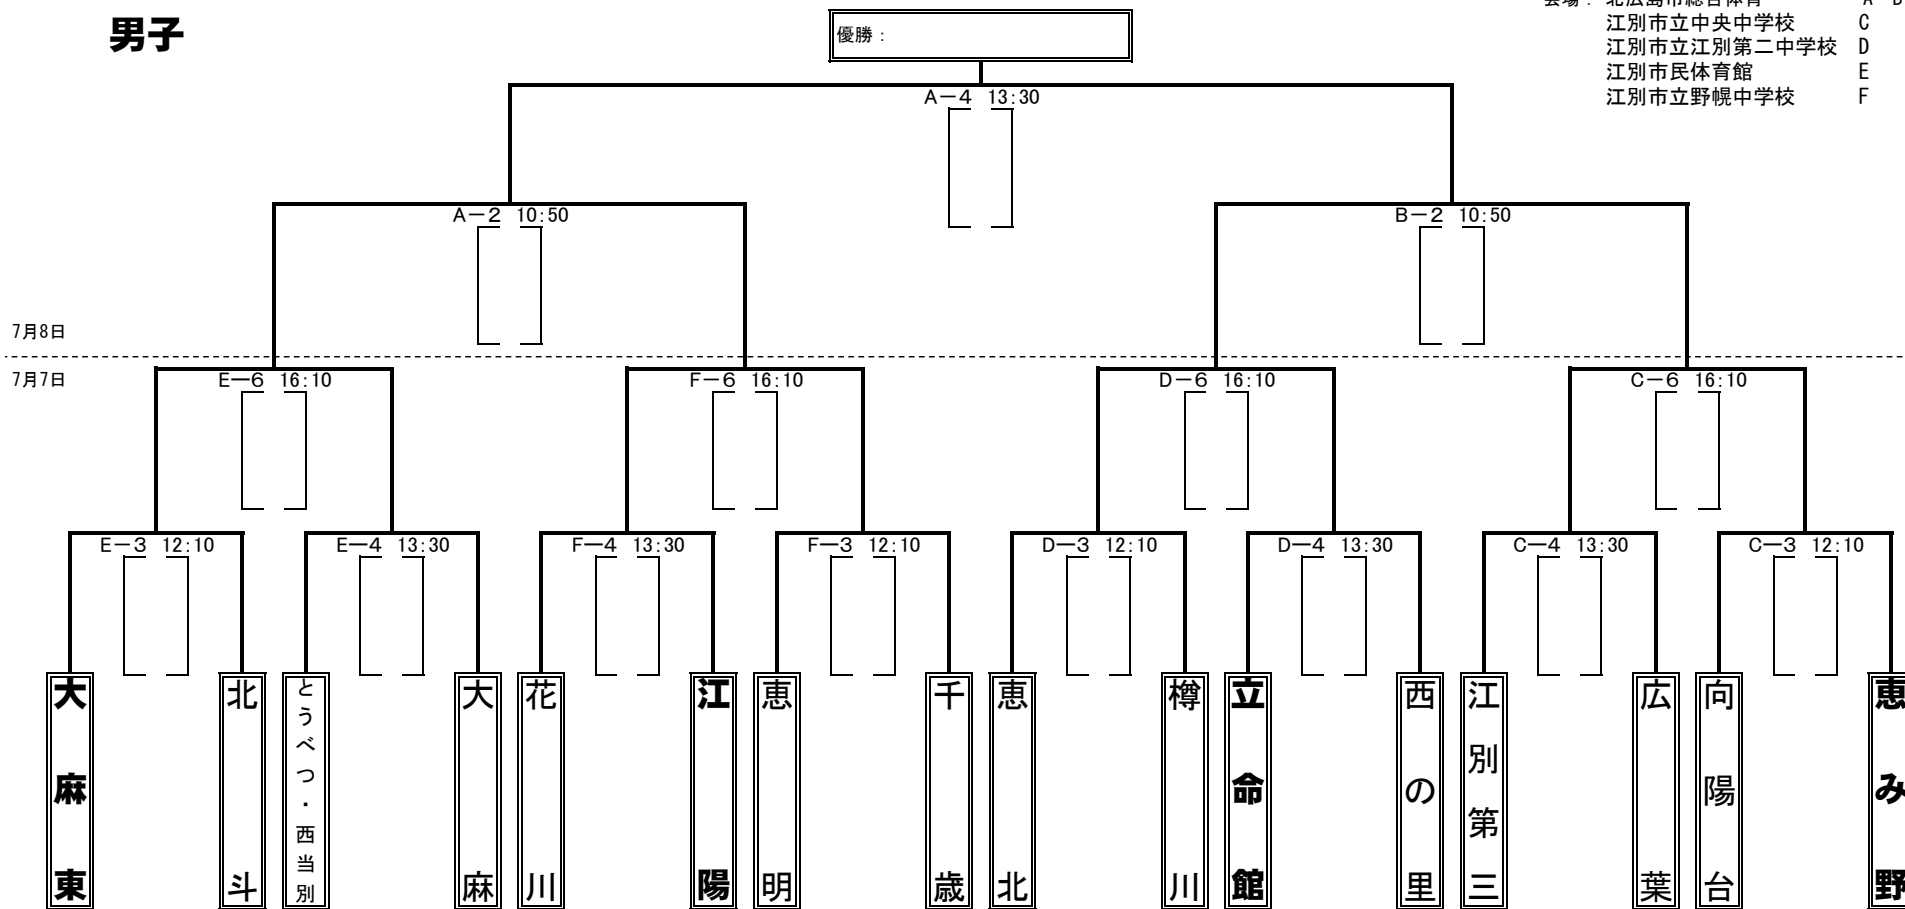 男子
優勝：
会場： 北広島市総合体育 A B
江別市立中央中学校 C
江別市立江別第二中学校 D
江別市民体育館 E
江別市立野幌中学校 F
A－4 13:30
A－2 10:50
B－2 10:50
7月8日
7月7日
E－6 16:10
F－6 16:10
D－6 16:10
C－6 16:10
E－3 12:10
E－4 13:30
F－4 13:30
F－3 12:10
D－3 12:10
D－4 13:30
C－4 13:30
C－3 12:10
大麻東
北斗
とうべつ・西当別
大麻
花川
江陽
恵明
千歳
恵北
樽川
立命館
西の里
江別第三
広葉
向陽台
恵み野